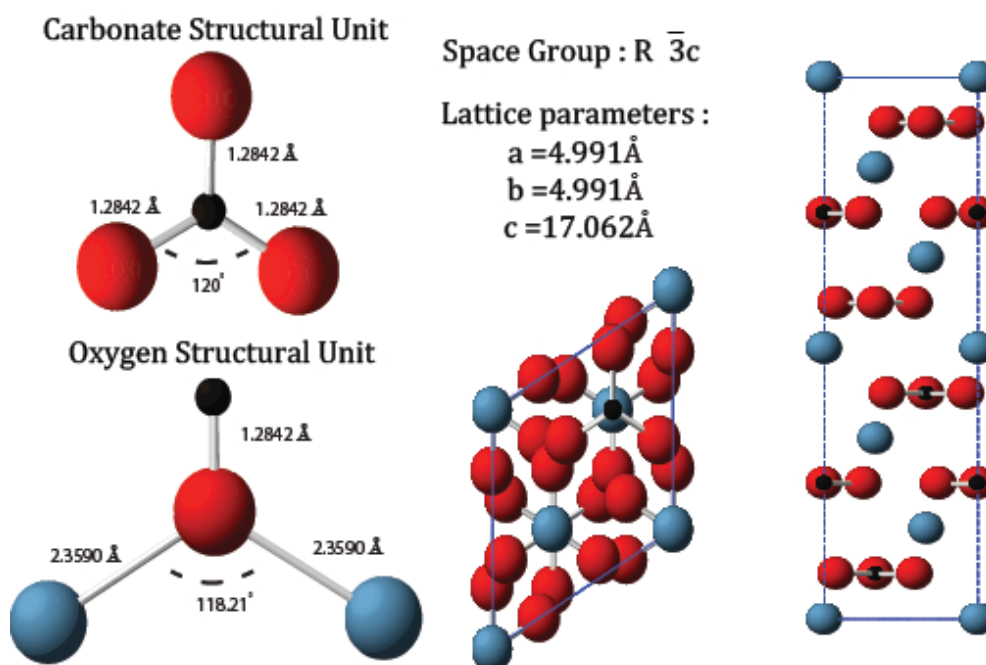 Carbonate Structural Unit
1.2842 Å
1.2842 Å
1.2842 Å
120°
Oxygen Structural Unit
1.2842 Å
2.3590 Å
2.3590 Å
118.21°
Space Group : R 3̅c
Lattice parameters :
a =4.991Å
b =4.991Å
c =17.062Å